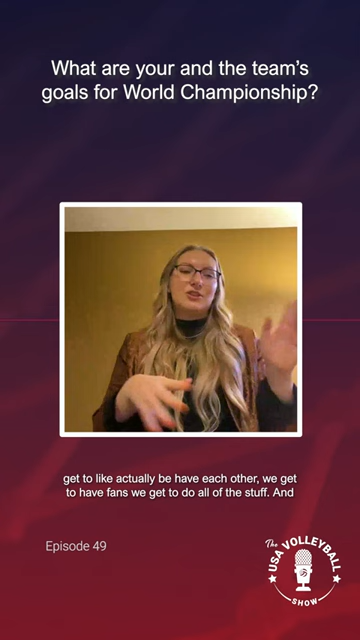 What are your and the team's
goals for World Championship?
get to like actually be have each other, we get
to have fans we get to do all of the stuff. And
Episode 49
The
USA VOLLEYBALL
SHOW